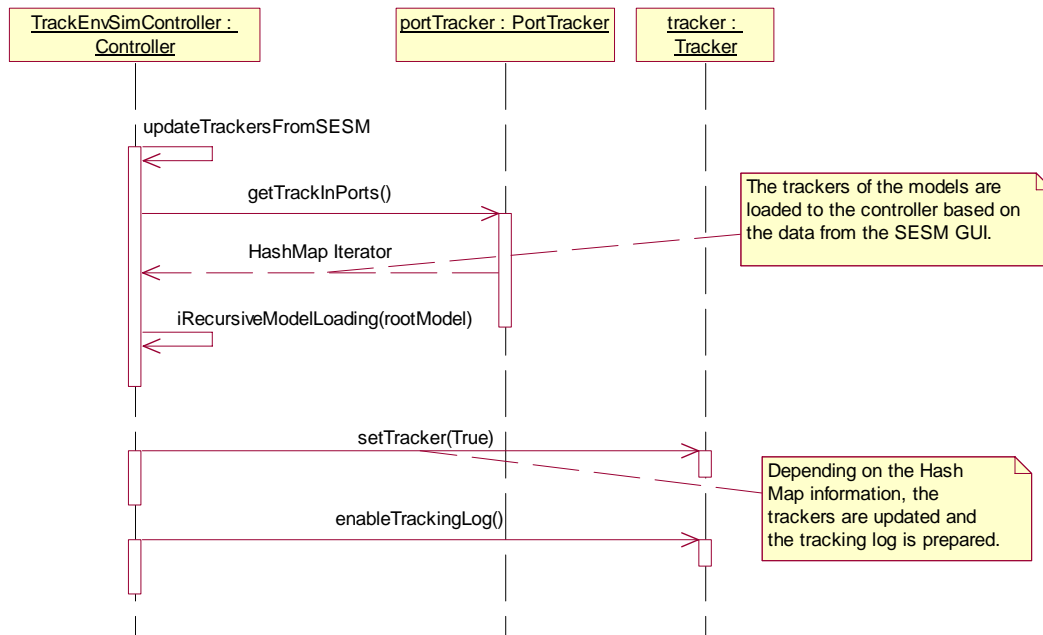 TrackEnvSimController :
Controller
portTracker : PortTracker
tracker :
Tracker
updateTrackersFromSESM
getTrackInPorts()
HashMap Iterator
The trackers of the models are
loaded to the controller based on
the data from the SESM GUI.
iRecursiveModelLoading(rootModel)
setTracker(True)
Depending on the Hash
Map information, the
trackers are updated and
the tracking log is prepared.
enableTrackingLog()